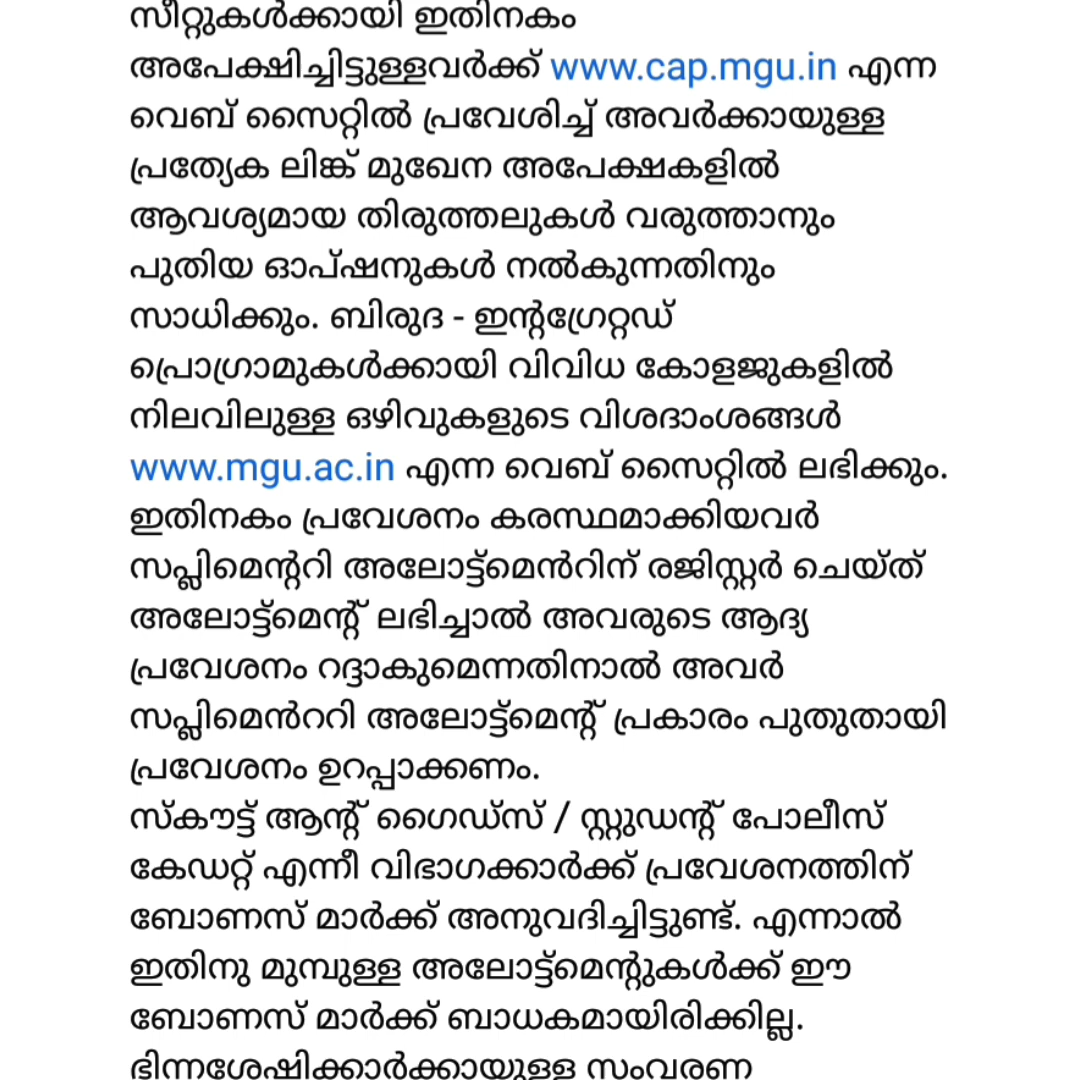 സീറ്റുകൾക്കായി ഇതിനകം
അപേക്ഷിച്ചിട്ടുള്ളവർക്ക് www.cap.mgu.in എന്ന
വെബ് സൈറ്റിൽ പ്രവേശിച്ച് അവർക്കായുള്ള
പ്രത്യേക ലിങ്ക് മുഖേന അപേക്ഷകളിൽ
ആവശ്യമായ തിരുത്തലുകൾ വരുത്താനും
പുതിയ ഓപ്ഷനുകൾ നൽകുന്നതിനും
സാധിക്കും. ബിരുദ - ഇന്റഗ്രേറ്റഡ്
പ്രൊഗ്രാമുകൾക്കായി വിവിധ കോളജുകളിൽ
നിലവിലുള്ള ഒഴിവുകളുടെ വിശദാംശങ്ങൾ
www.mgu.ac.in എന്ന വെബ് സൈറ്റിൽ ലഭിക്കും.
ഇതിനകം പ്രവേശനം കരസ്ഥമാക്കിയവർ
സപ്ലിമെന്ററി അലോട്ട്മെൻറിന് രജിസ്റ്റർ ചെയ്ത്
അലോട്ട്മെന്റ് ലഭിച്ചാൽ അവരുടെ ആദ്യ
പ്രവേശനം റദ്ദാകുമെന്നതിനാൽ അവർ
സപ്ലിമെൻററി അലോട്ട്മെന്റ് പ്രകാരം പുതുതായി
പ്രവേശനം ഉറപ്പാക്കണം.
സ്കൗട്ട് ആന്റ് ഗൈഡ്സ് / സ്റ്റുഡന്റ് പോലീസ്
കേഡറ്റ് എന്നീ വിഭാഗക്കാർക്ക് പ്രവേശനത്തിന്
ബോണസ് മാർക്ക് അനുവദിച്ചിട്ടുണ്ട്. എന്നാൽ
ഇതിനു മുമ്പുള്ള അലോട്ട്മെന്റുകൾക്ക് ഈ
ബോണസ് മാർക്ക് ബാധകമായിരിക്കില്ല.
ഭിന്നശേഷിക്കാർക്കായുള്ള സംവരണ